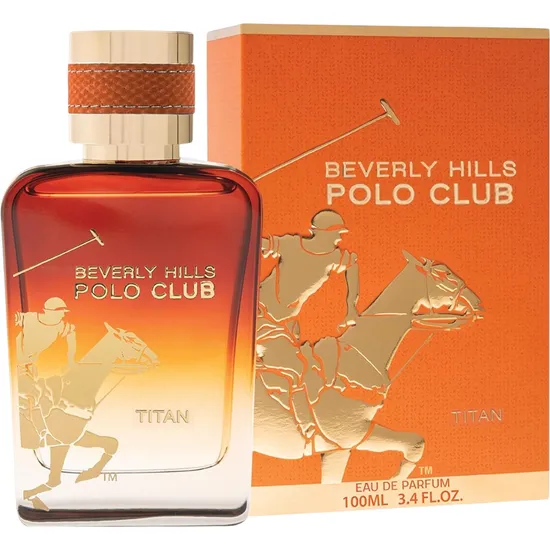 BEVERLY HILLS
POLO CLUB
TITAN
TM
BEVERLY HILLS
POLO CLUB
TITAN
TM
EAU DE PARFUM
100ML 3.4 FL.OZ.